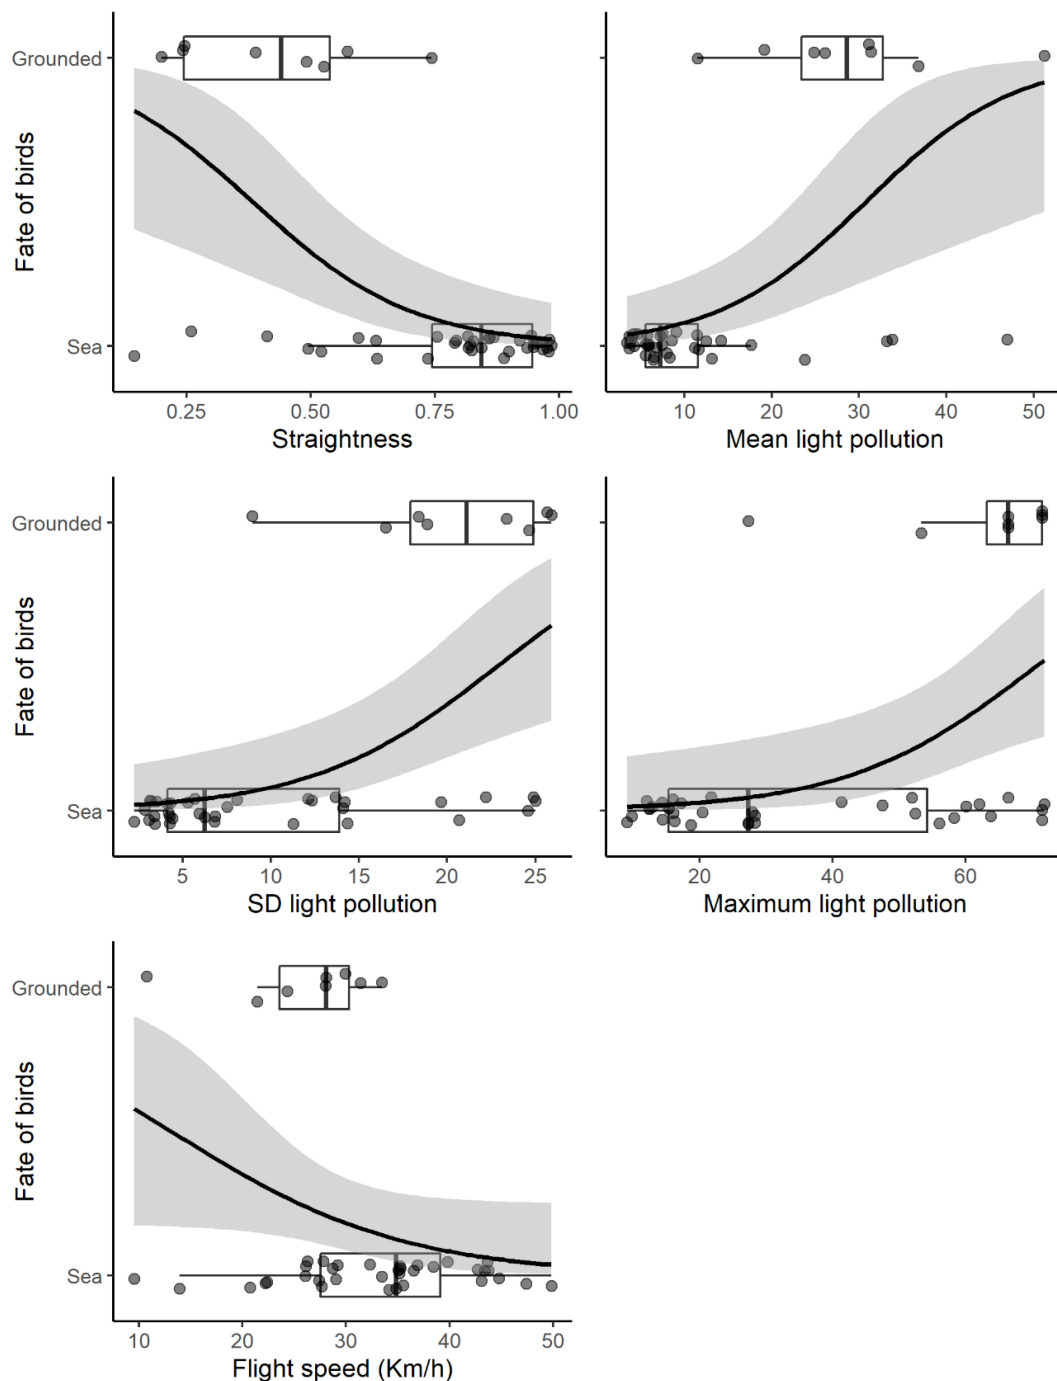 Grounded
Fate of birds
Sea
0.25 0.50 0.75 1.00
Straightness
10 20 30 40 50
Mean light pollution
Grounded
Fate of birds
Sea
5 10 15 20 25
SD light pollution
20 40 60
Maximum light pollution
Grounded
Fate of birds
Sea
10 20 30 40 50
Flight speed (Km/h)